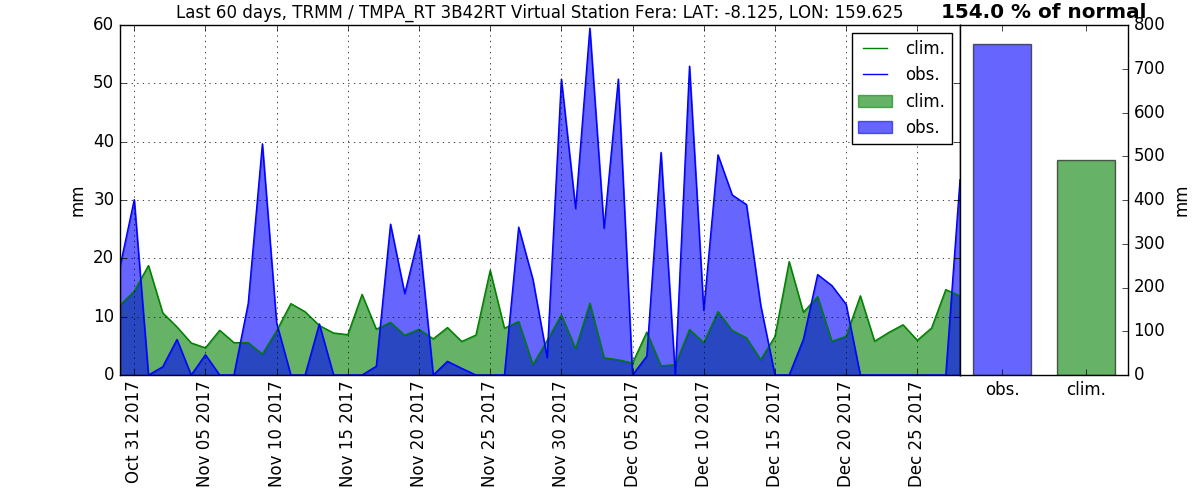 Last 60 days, TRMM / TMPA_RT 3B42RT Virtual Station Fera: LAT: -8.125, LON: 159.625
154.0 % of normal
60
50
40
30
20
10
0
mm
clim.
obs.
clim.
obs.
800
700
600
500
400
300
200
100
0
mm
Oct 31 2017
Nov 05 2017
Nov 10 2017
Nov 15 2017
Nov 20 2017
Nov 25 2017
Nov 30 2017
Dec 05 2017
Dec 10 2017
Dec 15 2017
Dec 20 2017
Dec 25 2017
obs.
clim.